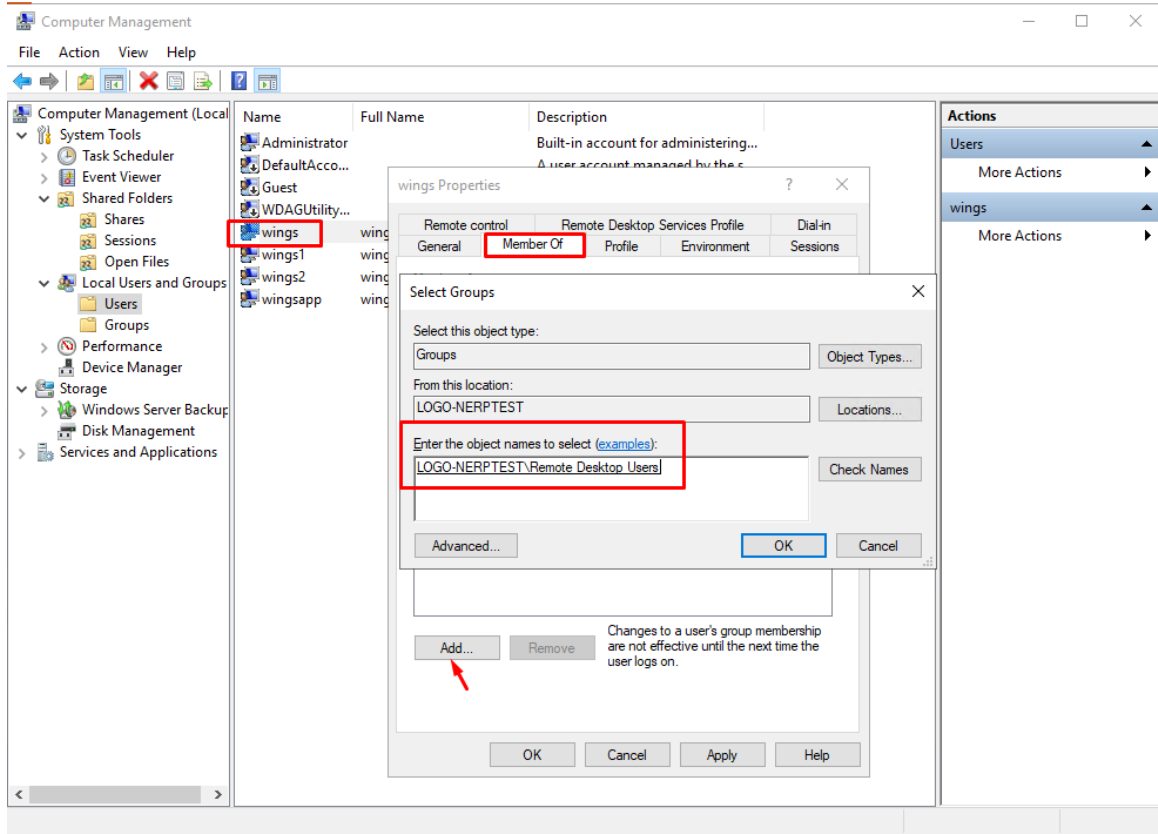 Computer Management
File Action View Help
Computer Management (Local
System Tools
Task Scheduler
Event Viewer
Shared Folders
Shares
Sessions
Open Files
Local Users and Groups
Users
Groups
Performance
Device Manager
Storage
Windows Server Backup
Disk Management
Services and Applications
Name Full Name Description
Administrator Built-in account for administering...
DefaultAcco... A user account managed by the s
Guest
WDAGUtility...
wings wing
wings1 wing
wings2 wing
wingsapp wing
wings Properties ?
Remote control Remote Desktop Services Profile Dial-in
General Member Of Profile Environment Sessions
Select Groups
Select this object type:
Groups Object Types...
From this location:
LOGO-NERPTEST Locations...
Enter the object names to select (examples):
LOGO-NERPTEST\Remote Desktop Users Check Names
Advanced... OK Cancel
Add... Remove
Changes to a user's group membership
are not effective until the next time the
user logs on.
OK Cancel Apply Help
Actions
Users
More Actions
wings
More Actions